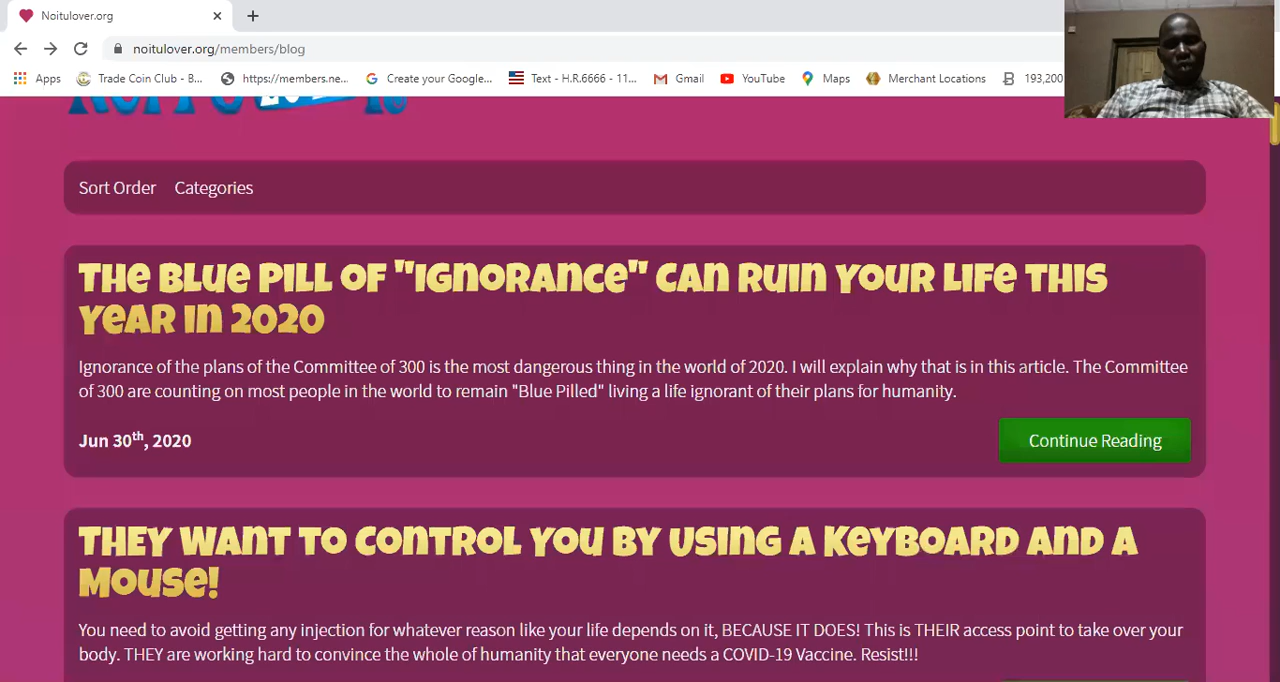 Noitulover.org
noitulover.org/members/blog
Apps Trade Coin Club - B... https://members.ne... Create your Google... Text - H.R.6666 - 11... Gmail YouTube Maps Merchant Locations 193,200
Sort Order Categories
The Blue Pill of "Ignorance" Can Ruin Your Life This
Year in 2020
Ignorance of the plans of the Committee of 300 is the most dangerous thing in the world of 2020. I will explain why that is in this article. The Committee
of 300 are counting on most people in the world to remain "Blue Pilled" living a life ignorant of their plans for humanity.
Jun 30th, 2020
Continue Reading
THEY Want To Control You By Using A Keyboard And A
Mouse!
You need to avoid getting any injection for whatever reason like your life depends on it, BECAUSE IT DOES! This is THEIR access point to take over your
body. THEY are working hard to convince the whole of humanity that everyone needs a COVID-19 Vaccine. Resist!!!